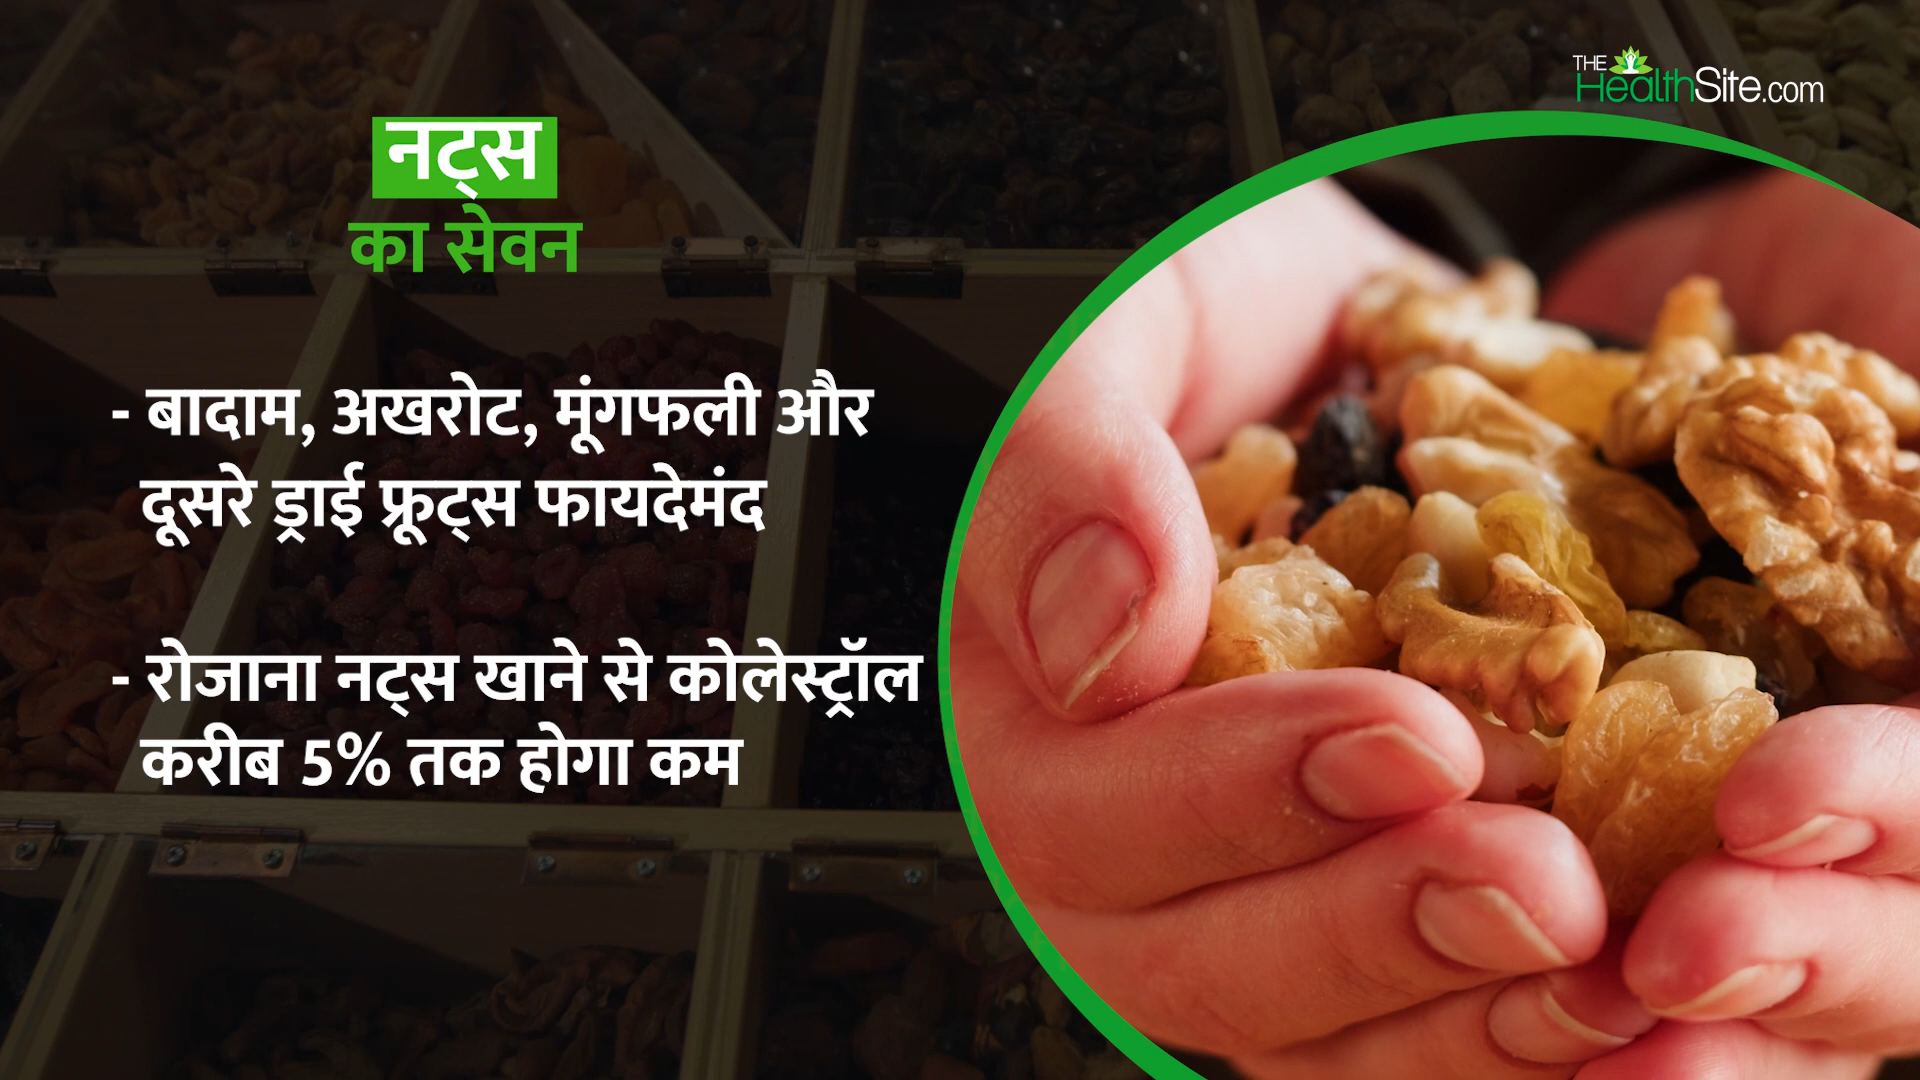 THE
HealthSite.com
नट्स
का सेवन
- बादाम, अखरोट, मूंगफली और
दूसरे ड्राई फ्रूट्स फायदेमंद
- रोजाना नट्स खाने से कोलेस्ट्रॉल
करीब 5% तक होगा कम